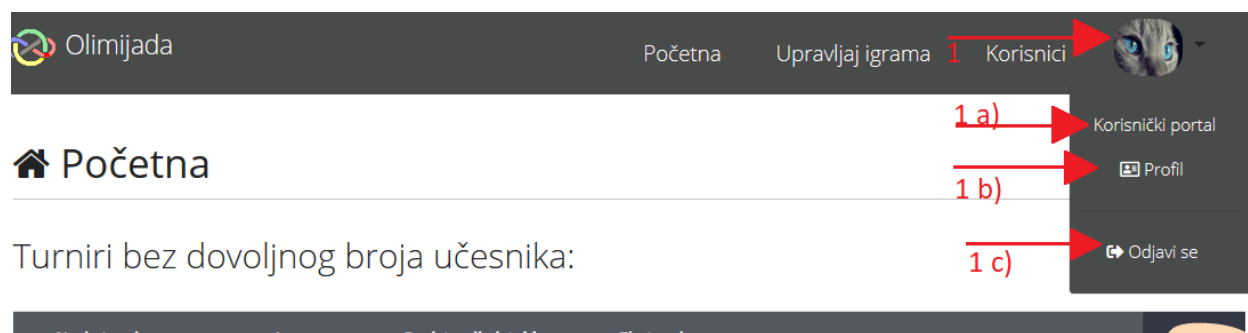 Olimijada
Početna Upravljaj igrama 1 Korisnici
1 a)
Korisnički portal
Početna
Profil
1 b)
Turniri bez dovoljnog broja učesnika:
Odjavi se
1 c)